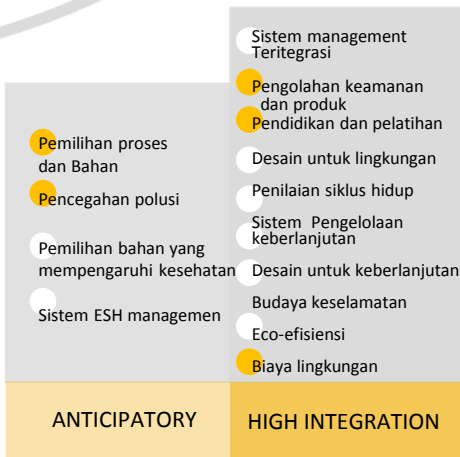 Pemilihan proses
dan Bahan
Pencegahan polusi
Pemilihan bahan yang
mempengaruhi kesehatan
Sistem ESH managemen
ANTICIPATORY
Sistem management
Teritegrasi
Pengolahan keamanan
dan produk
Pendidikan dan pelatihan
Desain untuk lingkungan
Penilaian siklus hidup
Sistem Pengelolaan
keberlanjutan
Desain untuk keberlanjutan
Budaya keselamatan
Eco-efisiensi
Biaya lingkungan
HIGH INTEGRATION